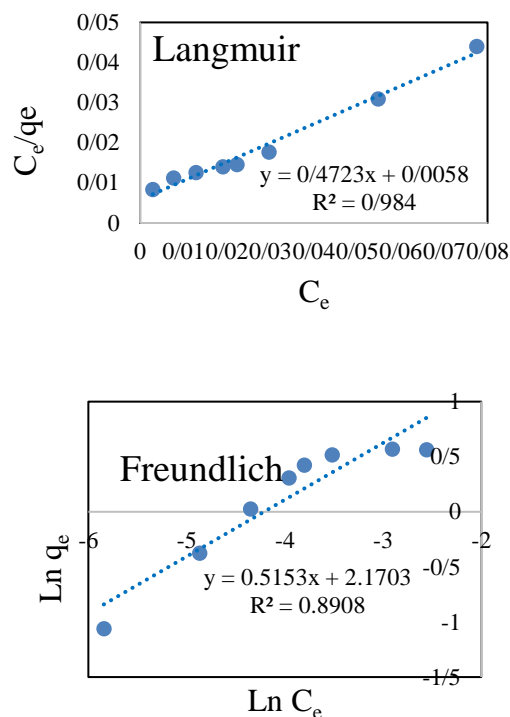 0/05
Langmuir
0/04
0/03
0/02
0/01
0
Ce/qe
y = 0/4723x + 0/0058
R² = 0/984
0 0/010/020/030/040/050/060/070/08
Ce
1
Freundlich
0/5
0
-6 -4 -2
-0/5
-1
-1/5
Ln qe
y = 0.5153x + 2.1703
R² = 0.8908
Ln Ce